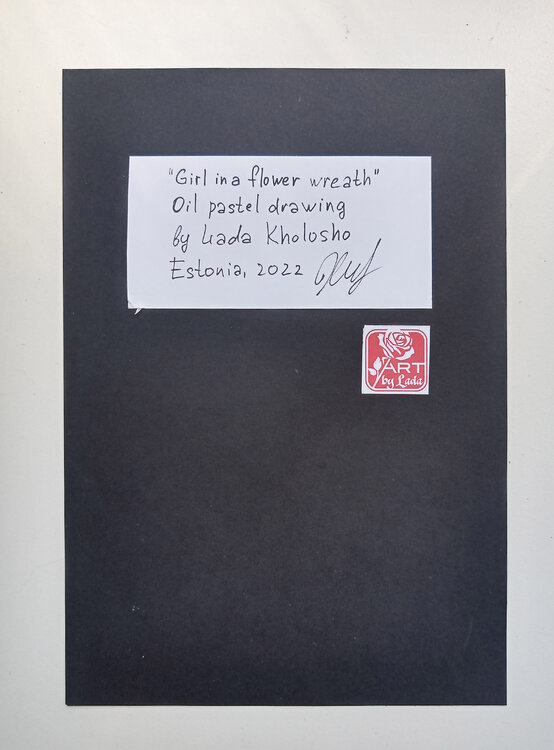 "Girl in a flower wreath"
Oil pastel drawing
by Lada Kholosho
Estonia, 2022
ART
by Lada